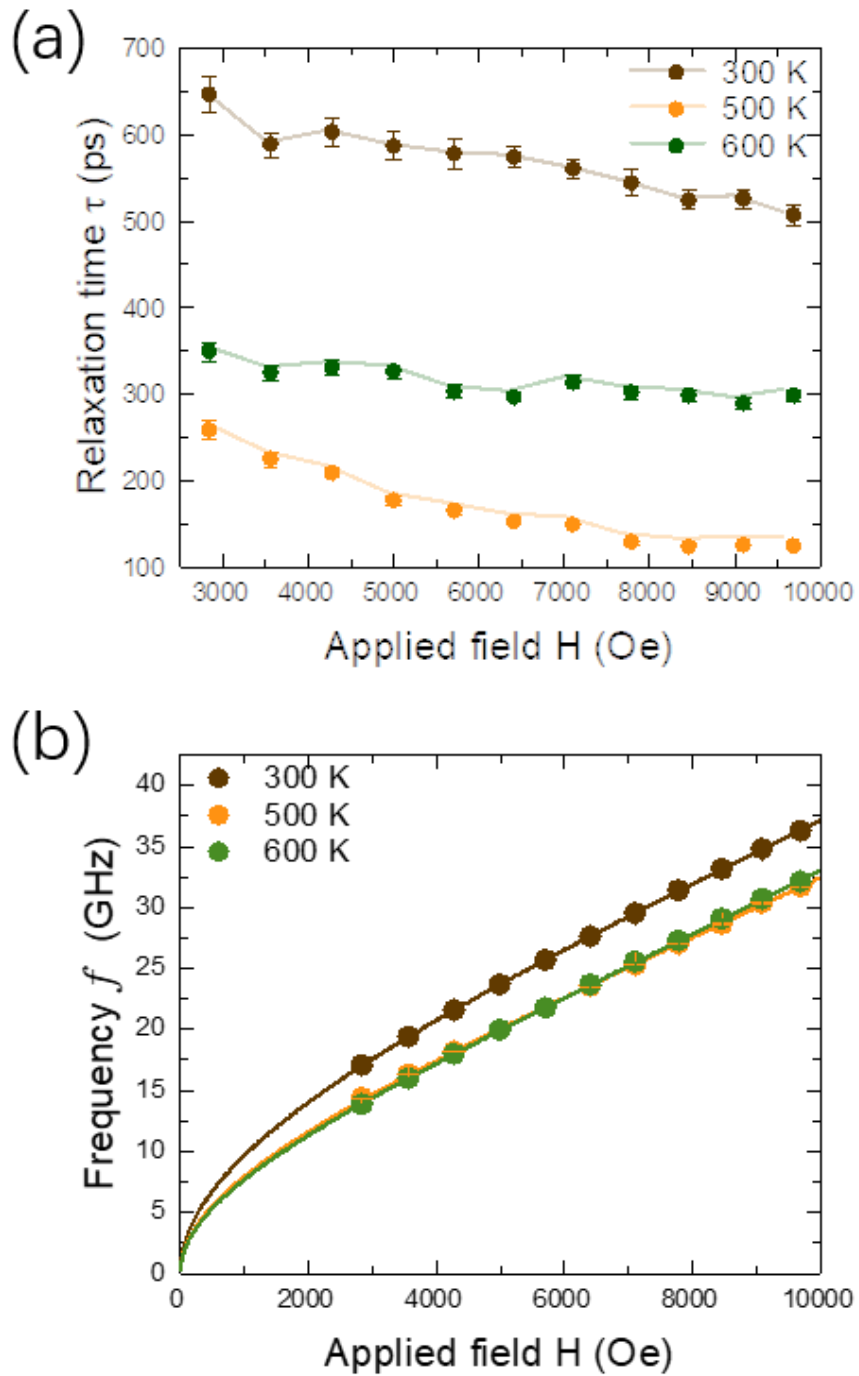 (a)
700
600
500
400
300
200
100
Relaxation time τ (ps)
300 K
500 K
600 K
3000 4000 5000 6000 7000 8000 9000 10000
Applied field H (Oe)
(b)
40
35
30
25
20
15
10
5
0
Frequency f (GHz)
300 K
500 K
600 K
0 2000 4000 6000 8000 10000
Applied field H (Oe)